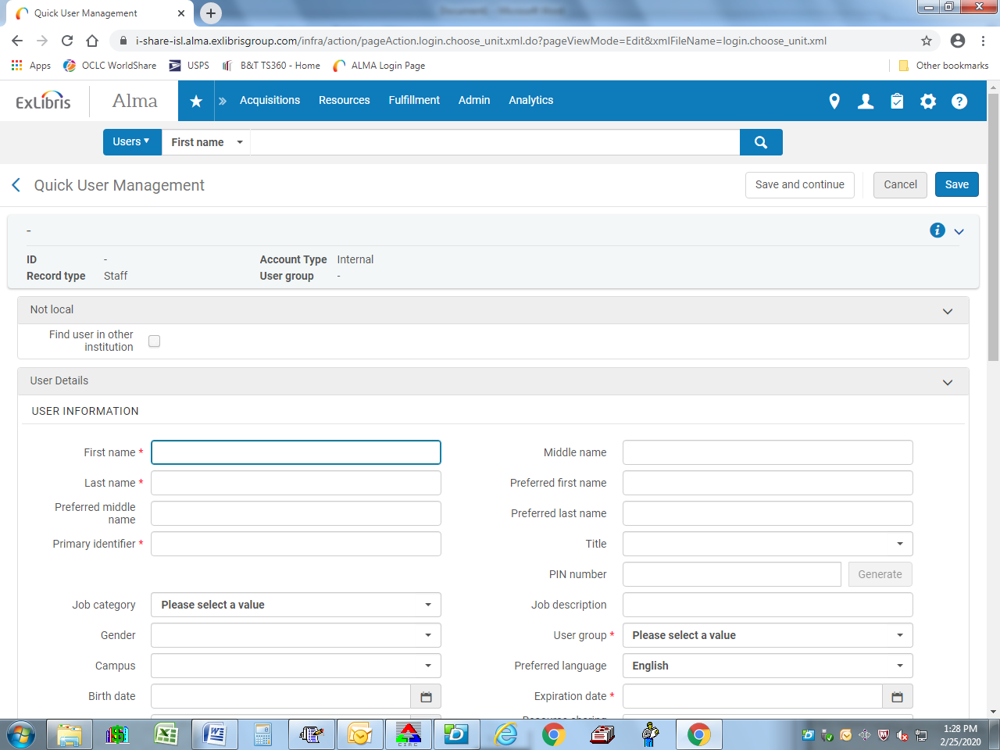 Quick User Management
i-share-isl.alma.exlibrisgroup.com/infra/action/pageAction.login.choose_unit.xml.do?pageViewMode=Edit&xmlFileName=login.choose_unit.xml
Apps OCLC WorldShare USPS B&T TS360 - Home ALMA Login Page Other bookmarks
ExLibris Alma Acquisitions Resources Fulfillment Admin Analytics
Users First name
Quick User Management Save and continue Cancel Save
-
ID - Account Type Internal
Record type Staff User group -
Not local
Find user in other
institution
User Details
USER INFORMATION
First name * Middle name
Last name * Preferred first name
Preferred middle
name
Preferred last name
Primary identifier * Title
PIN number Generate
Job category Please select a value Job description
Gender User group * Please select a value
Campus Preferred language English
Birth date Expiration date *
CIRC
1:28 PM
2/25/2020